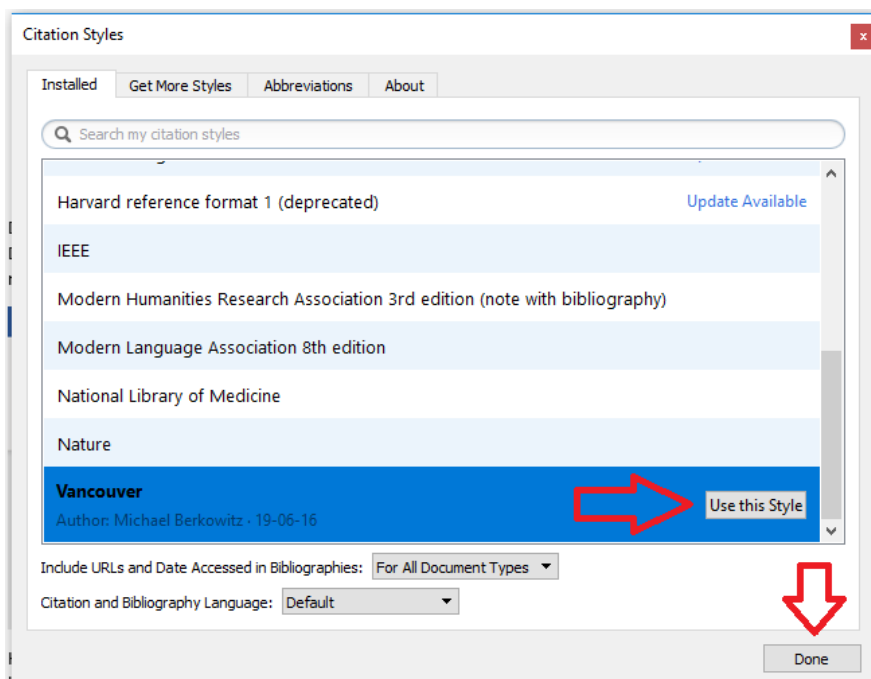 Citation Styles
x
Installed
Get More Styles
Abbreviations
About
Search my citation styles
Harvard reference format 1 (deprecated)
Update Available
IEEE
Modern Humanities Research Association 3rd edition (note with bibliography)
Modern Language Association 8th edition
National Library of Medicine
Nature
Vancouver
Author: Michael Berkowitz · 19-06-16
Use this Style
Include URLs and Date Accessed in Bibliographies: For All Document Types
Citation and Bibliography Language: Default
Done